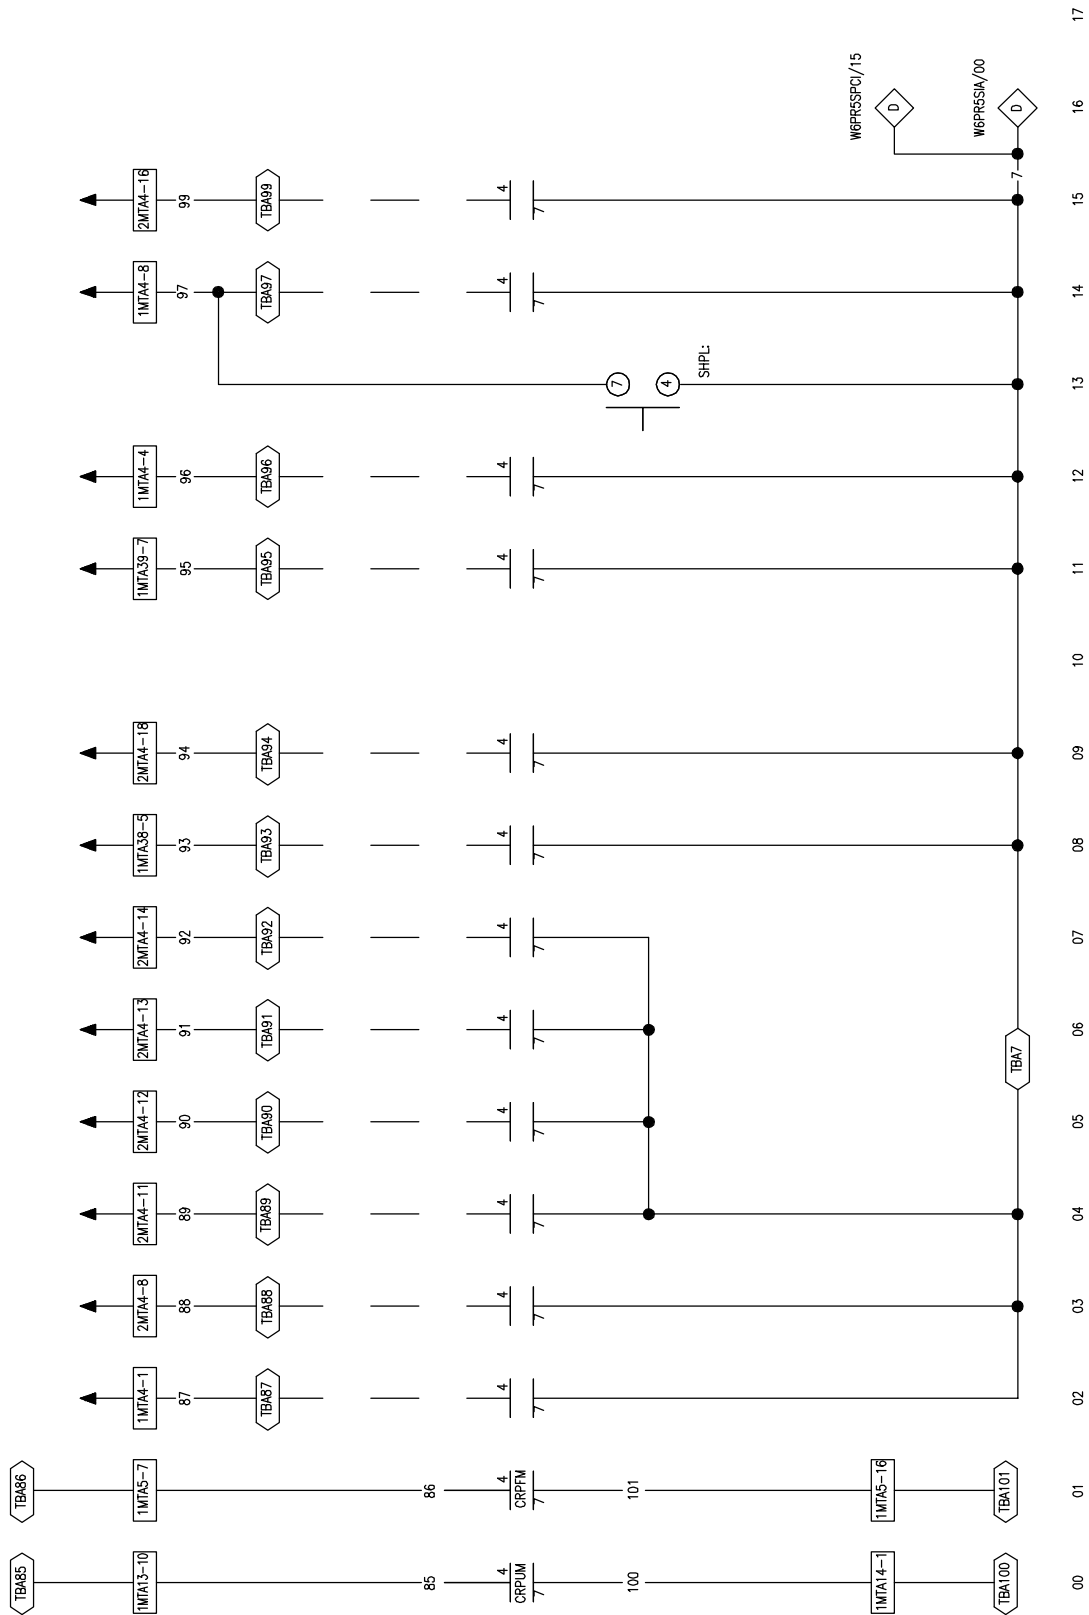 TBA85
1MTA13-10
85
4
CRPUM
100
1MTA14-1
TBA100
00
TBA86
1MTA5-7
86
4
CRPFM
101
1MTA5-16
TBA101
01
1MTA4-1
87
TBA87
4
02
2MTA4-8
88
TBA88
4
03
2MTA4-11
89
TBA89
4
04
2MTA4-12
90
TBA90
4
05
TBA7
2MTA4-13
91
TBA91
4
06
2MTA4-14
92
TBA92
4
07
1MTA38-5
93
TBA93
4
08
2MTA4-18
94
TBA94
4
09
10
1MTA39-7
95
TBA95
4
11
1MTA4-4
96
TBA96
4
12
7
4
SHPL:
13
1MTA4-8
97
TBA97
4
14
2MTA4-16
99
TBA99
4
15
7
W6PR5SPCI/15
D
W6PR5SIA/00
D
16
17